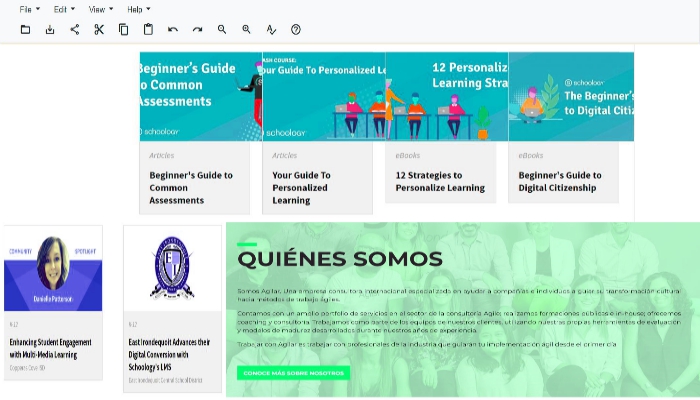 File Edit View Help
Beginner's Guide
to Common
Assessments
schoology
ASH COURSE:
our Guide To Personalized Le
12 Personaliz
Learning Stra
schoology
The Beginner's
to Digital Citiz
Articles
Beginner's Guide to
Common
Assessments
Articles
Your Guide To
Personalized
Learning
eBooks
12 Strategies to
Personalize Learning
eBooks
Beginner's Guide to
Digital Citizenship
COMMUNITY SPOTLIGHT
Danielle Patterson
K-12
Enhancing Student Engagement
with Multi-Media Learning
Coppers Cove ISD
EI
K-12
East Irondequoit Advances their
Digital Conversion with
Schoology's LMS
East Irondequoit Central School District
QUIÉNES SOMOS
Somos Agilar. Una empresa consultora internacional especializada en ayudar a compañías e individuos a guiar su transformación cultural
hacia métodos de trabajo ágiles.
Contamos con un amplio portfolio de servicios en el sector de la consultoría Agile; realizamos formaciones públicas e in-house; ofrecemos
coaching y consultoría. Trabajamos como parte de los equipos de nuestros clientes, utilizando nuestras propias herramientas de evaluación
y modelos de madurez desarrollados durante nuestros años de experiencia.
Trabajar con Agilar es trabajar con profesionales de la industria que guiarán tu implementación ágil desde el primer día.
CONOCE MÁS SOBRE NOSOTROS